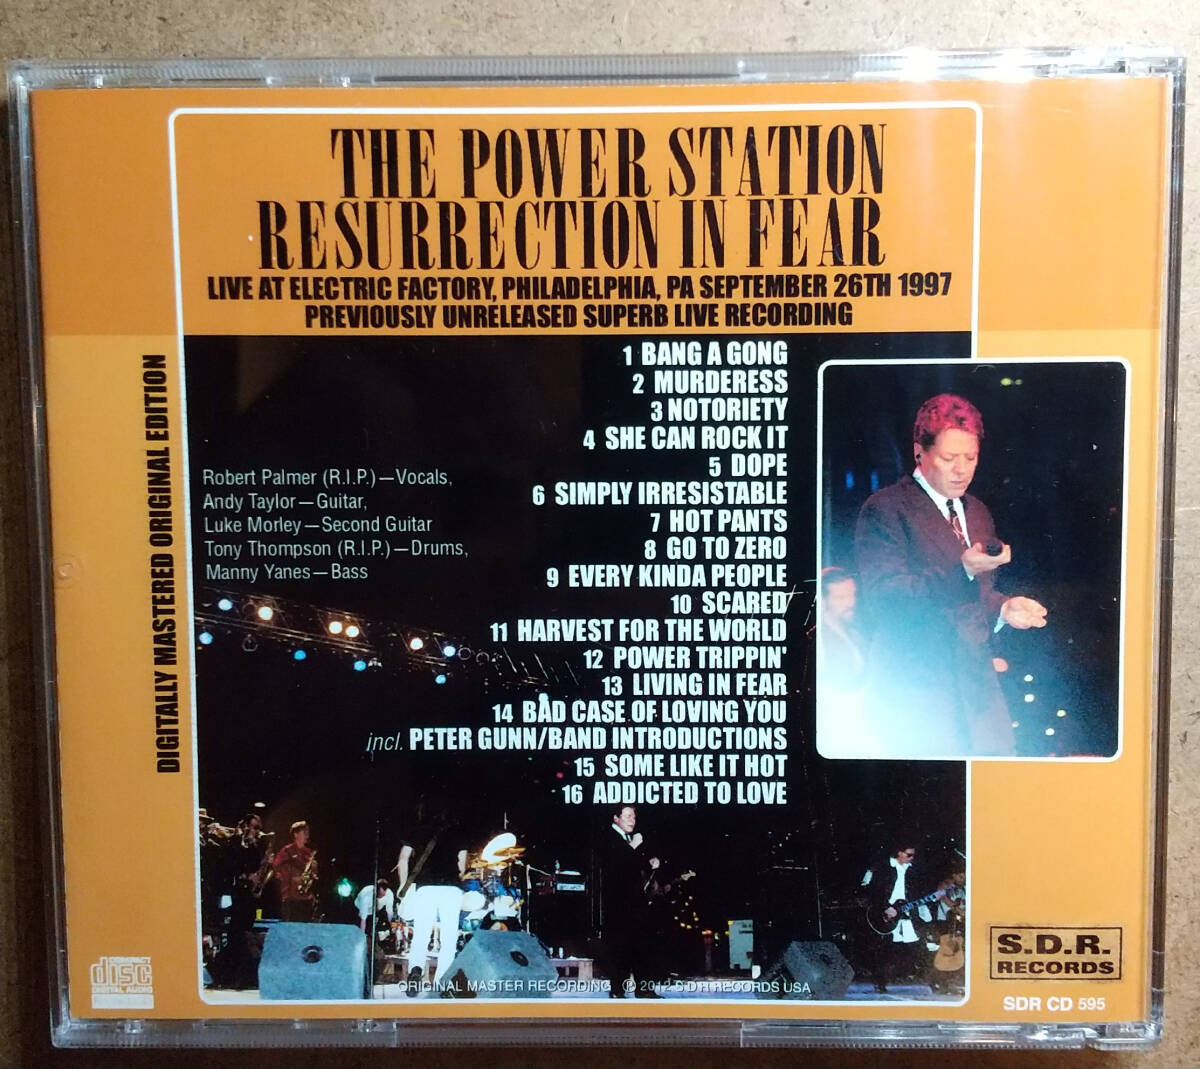 THE POWER STATION
RESURRECTION IN FEAR
LIVE AT ELECTRIC FACTORY, PHILADELPHIA, PA SEPTEMBER 26TH 1997
PREVIOUSLY UNRELEASED SUPERB LIVE RECORDING
DIGITALLY MASTERED ORIGINAL EDITION
Robert Palmer (R.I.P.)—Vocals,
Andy Taylor—Guitar,
Luke Morley—Second Guitar
Tony Thompson (R.I.P.)—Drums,
Manny Yanes—Bass
1 BANG A GONG
2 MURDERESS
3 NOTORIETY
4 SHE CAN ROCK IT
5 DOPE
6 SIMPLY IRRESISTABLE
7 HOT PANTS
8 GO TO ZERO
9 EVERY KINDA PEOPLE
10 SCARED
11 HARVEST FOR THE WORLD
12 POWER TRIPPIN'
13 LIVING IN FEAR
14 BAD CASE OF LOVING YOU
incl. PETER GUNN/BAND INTRODUCTIONS
15 SOME LIKE IT HOT
16 ADDICTED TO LOVE
COMPACT
disc
DIGITAL AUDIO
ORIGINAL MASTER RECORDING ℗ 2012 S.D.R RECORDS USA
S.D.R.
RECORDS
SDR CD 595